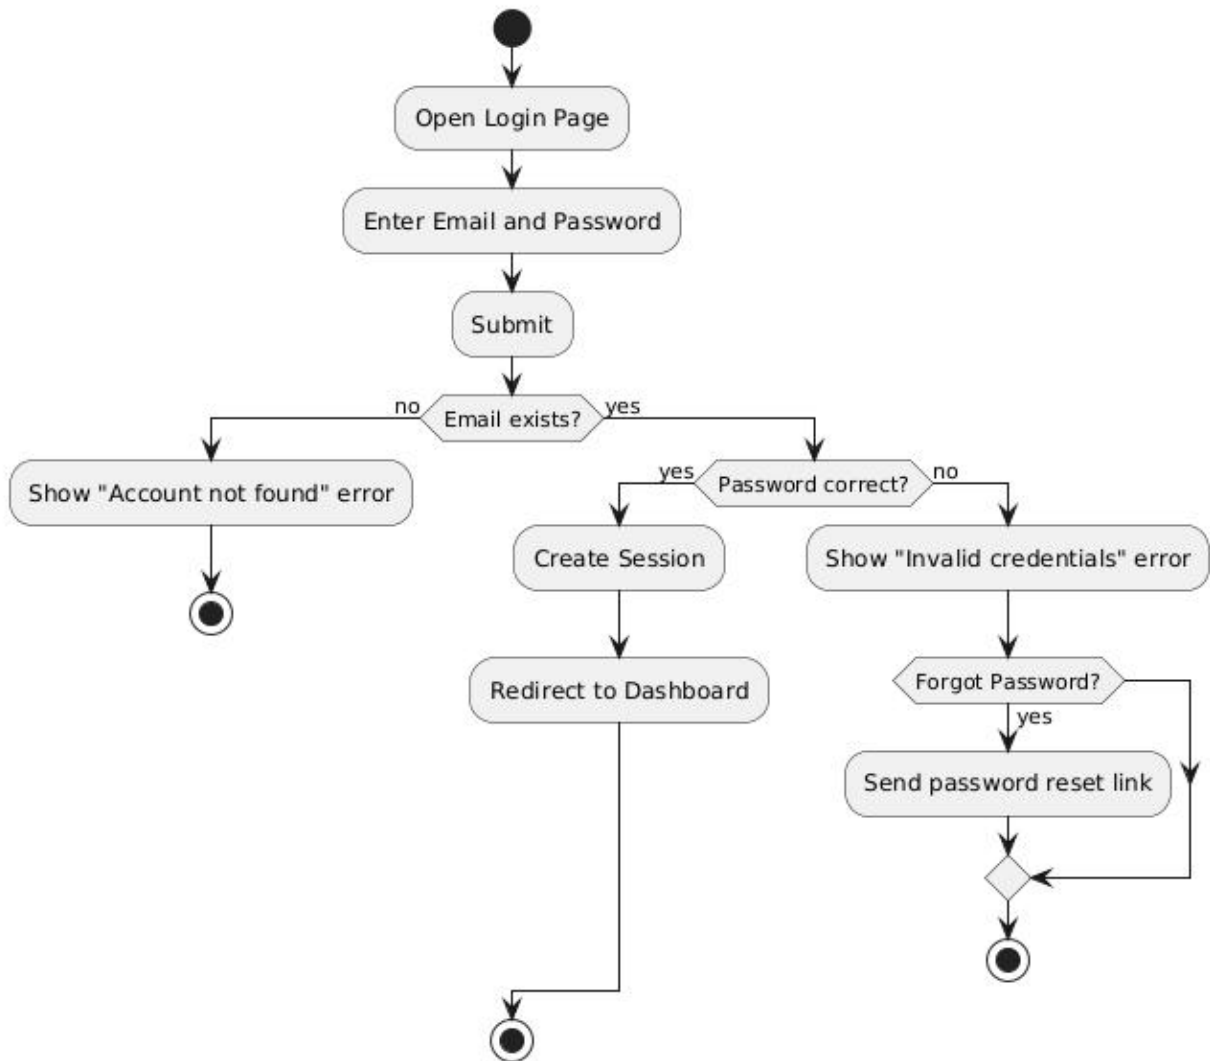 Open Login Page
Enter Email and Password
Submit
no
Email exists?
yes
Show "Account not found" error
yes
Password correct?
no
Create Session
Show "Invalid credentials" error
Redirect to Dashboard
Forgot Password?
yes
Send password reset link